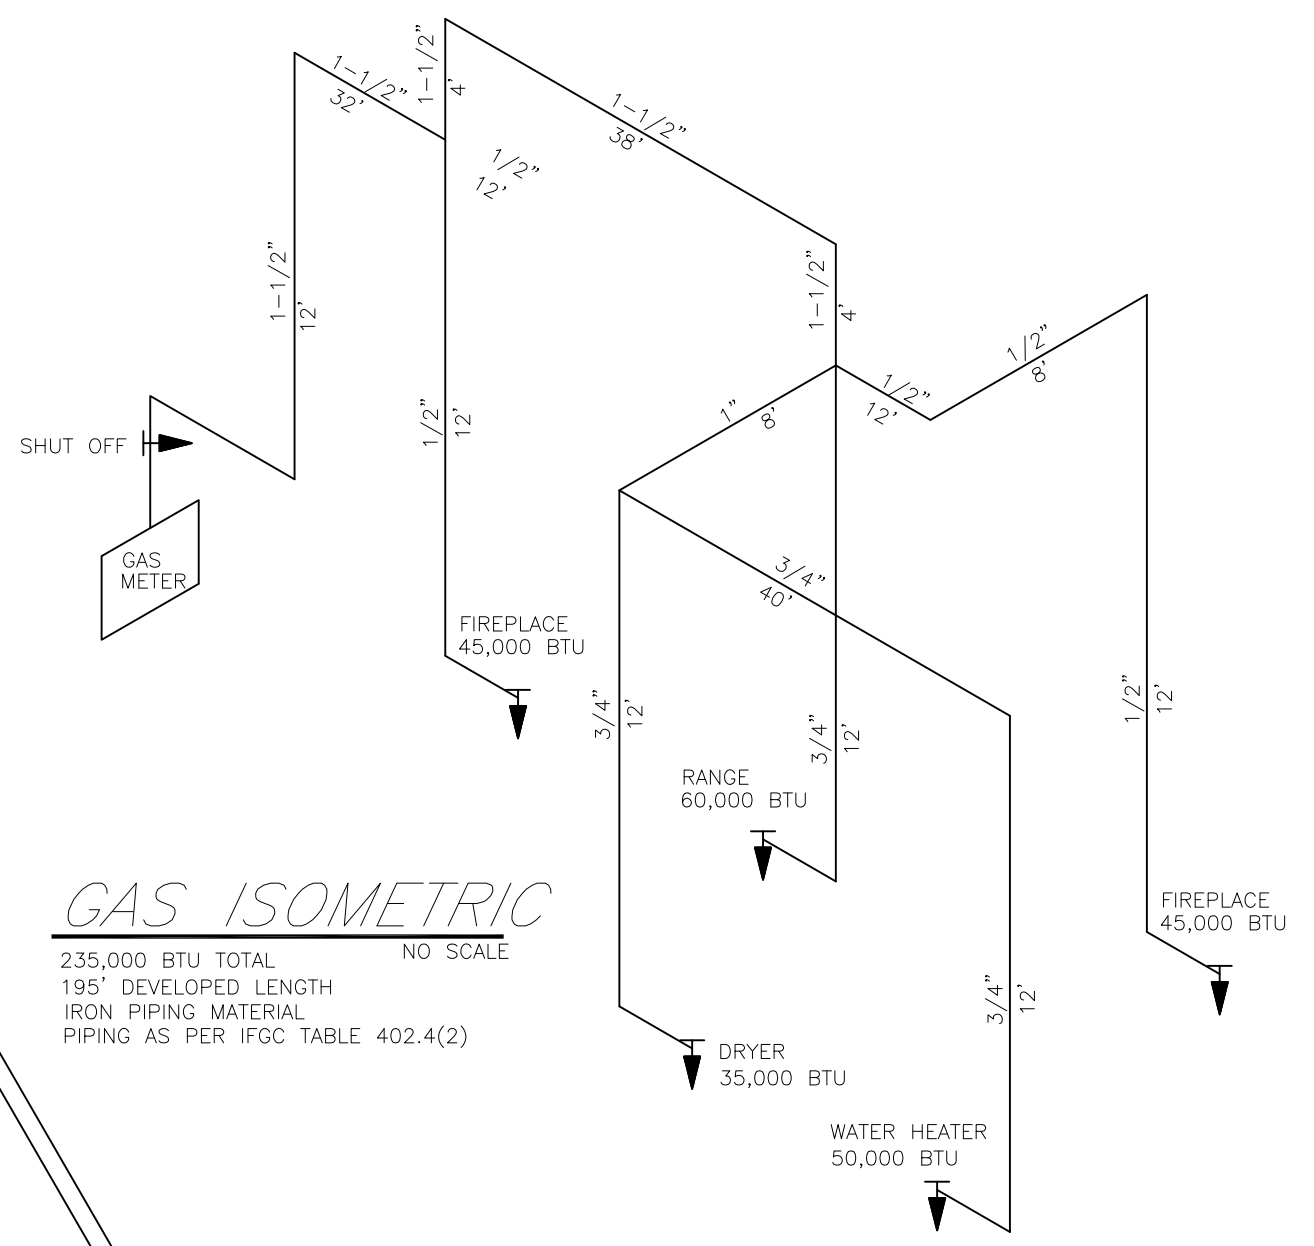 1-1/2"
4'
1-1/2"
32'
1-1/2"
38'
1/2"
12'
1-1/2"
12'
1-1/2"
4'
1/2"
8'
1/2"
12'
1"
8'
1/2"
12'
SHUT OFF
GAS
METER
3/4"
40'
FIREPLACE
45,000 BTU
3/4"
12'
3/4"
12'
1/2"
12'
RANGE
60,000 BTU
FIREPLACE
45,000 BTU
3/4"
12'
DRYER
35,000 BTU
WATER HEATER
50,000 BTU
GAS ISOMETRIC
NO SCALE
235,000 BTU TOTAL
195' DEVELOPED LENGTH
IRON PIPING MATERIAL
PIPING AS PER IFGC TABLE 402.4(2)